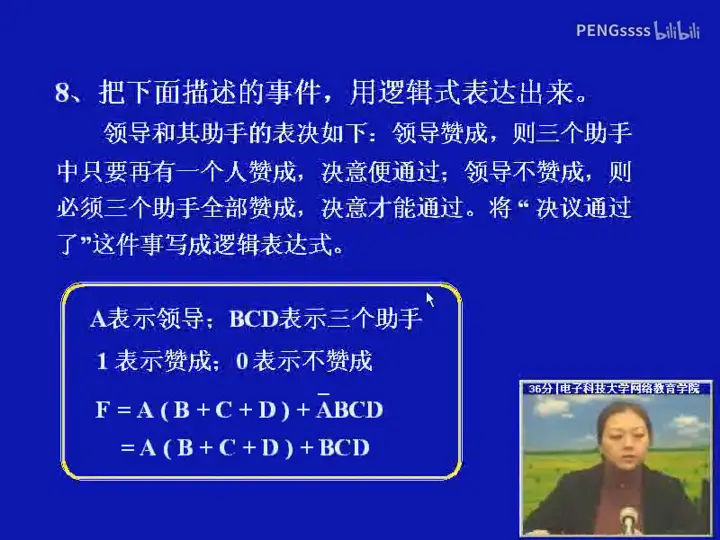 PENGssss bilibili
8、把下面描述的事件，用逻辑式表达出来。
领导和其助手的表决如下：领导赞成，则三个助手
中只要再有一个人赞成，决意便通过；领导不赞成，则
必须三个助手全部赞成，决意才能通过。将“决议通过
了”这件事写成逻辑表达式。
A表示领导；BCD表示三个助手
1 表示赞成；0 表示不赞成
F = A ( B + C + D ) + A̅BCD
= A ( B + C + D ) + BCD
36分|电子科技大学网络教育学院